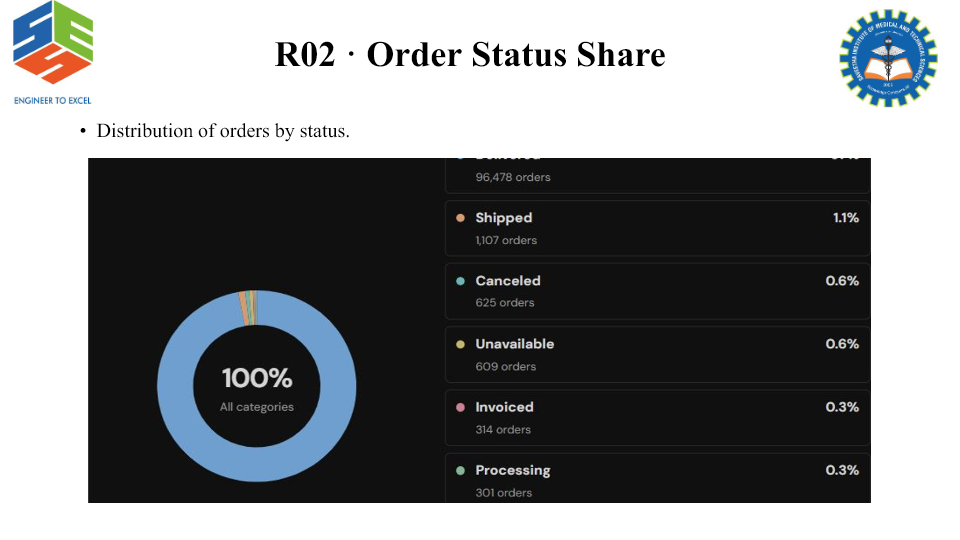 R02 · Order Status Share
ENGINEER TO EXCEL
• Distribution of orders by status.
96,478 orders
Shipped 1.1%
1,107 orders
Canceled 0.6%
625 orders
Unavailable 0.6%
609 orders
Invoiced 0.3%
314 orders
Processing 0.3%
301 orders
100%
All categories